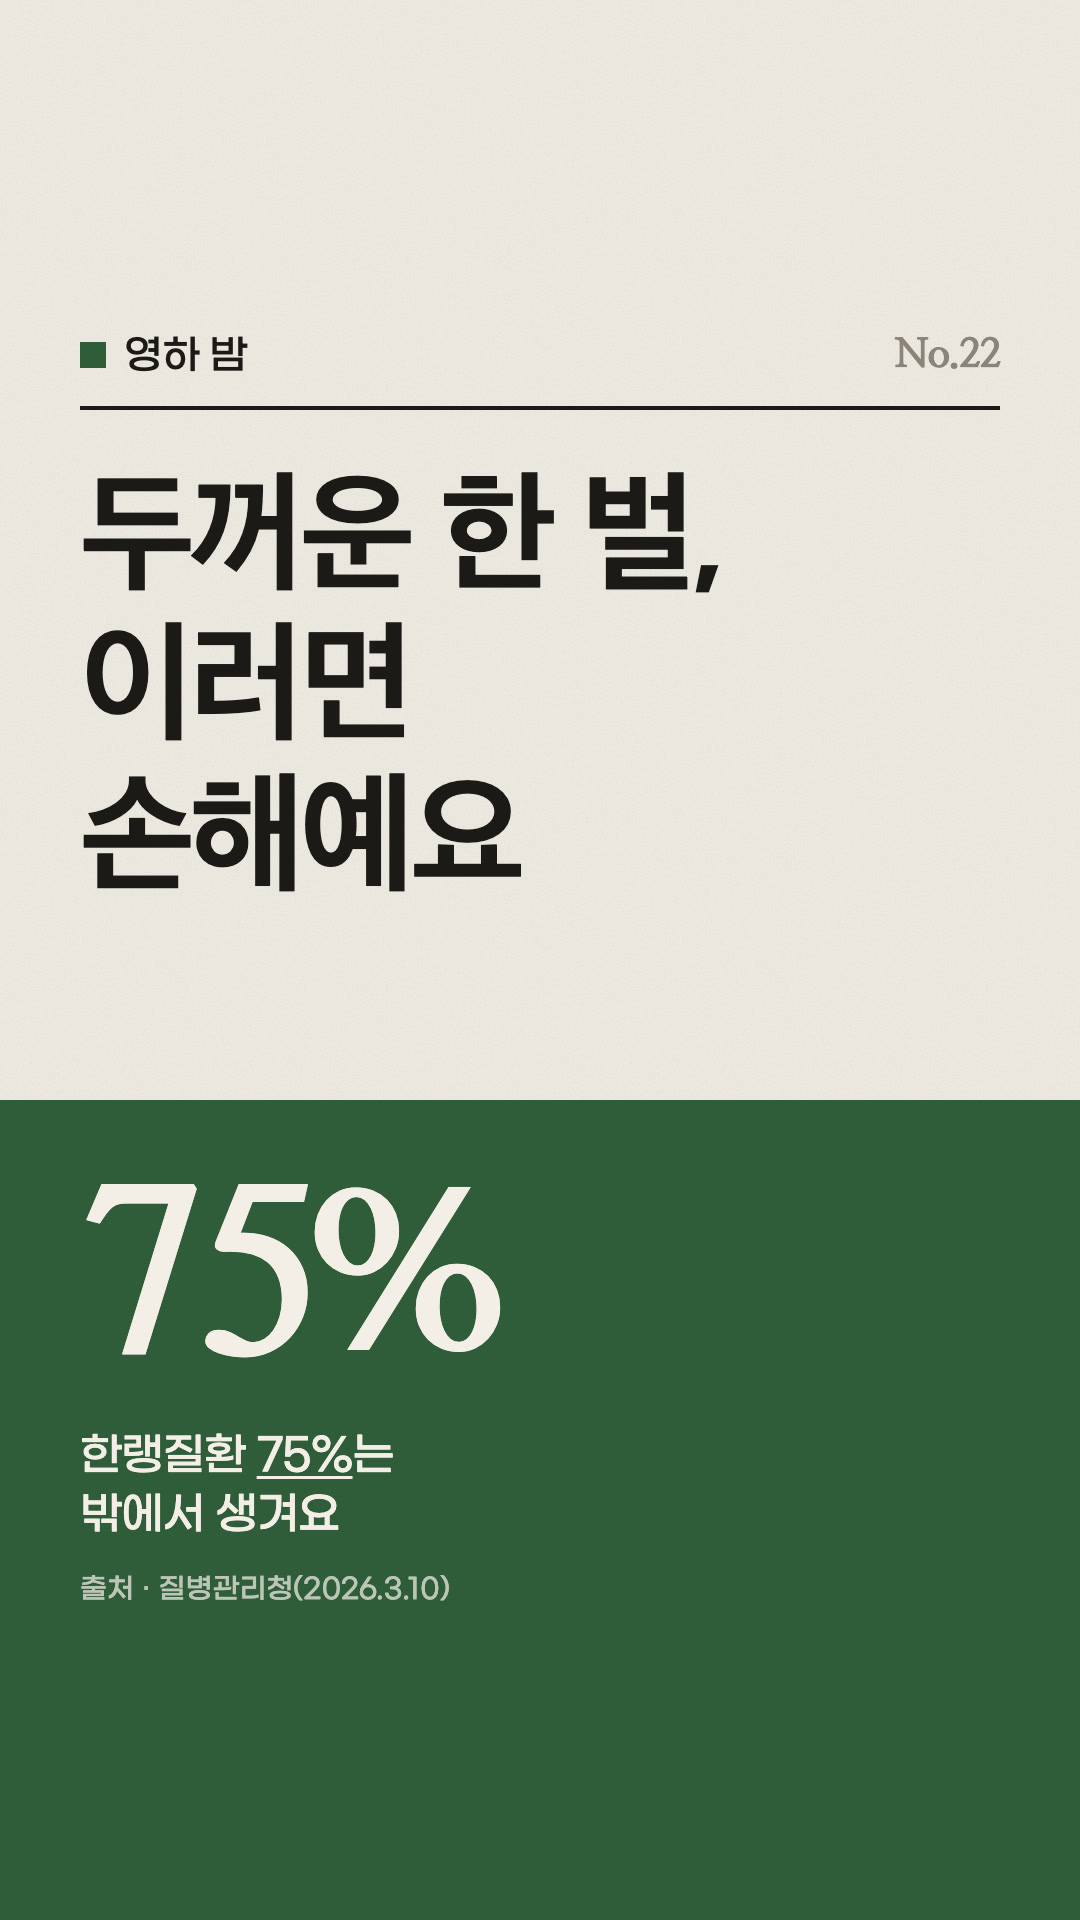 영하 밤
No.22
두꺼운 한 벌,
이러면
손해예요
75%
한랭질환 75%는
밖에서 생겨요
출처 · 질병관리청(2026.3.10)